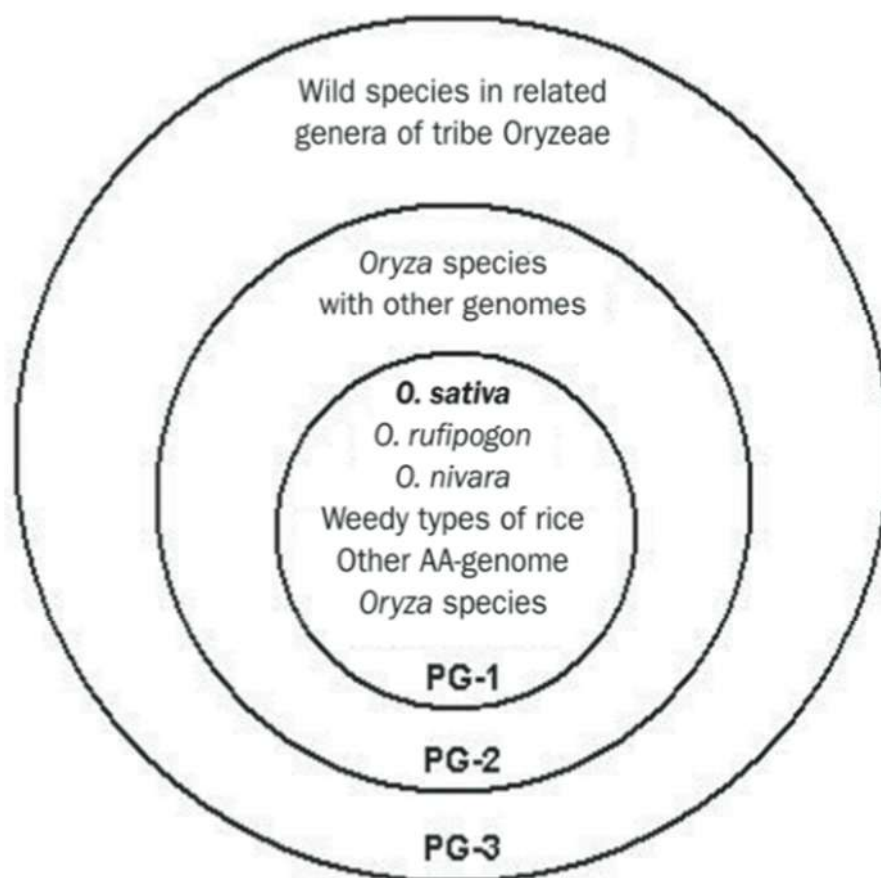 Wild species in related
genera of tribe Oryzeae
Oryza species
with other genomes
O. sativa
O. rufipogon
O. nivara
Weedy types of rice
Other AA-genome
Oryza species
PG-1
PG-2
PG-3